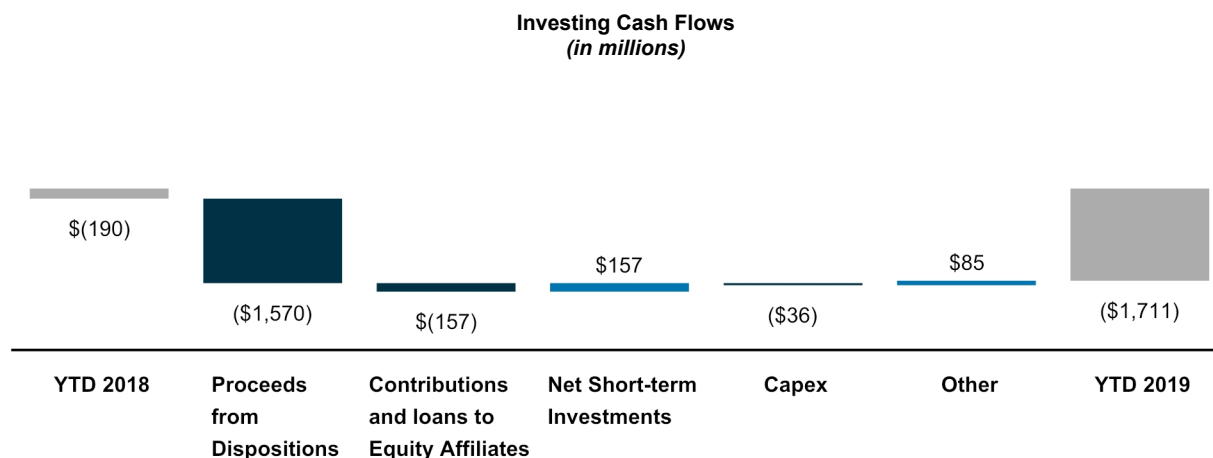 Investing Cash Flows
(in millions)
$(190)
($1,570)
$(157)
$157
($36)
$85
($1,711)
YTD 2018
Proceeds
from
Dispositions
Contributions
and loans to
Equity Affiliates
Net Short-term
Investments
Capex
Other
YTD 2019